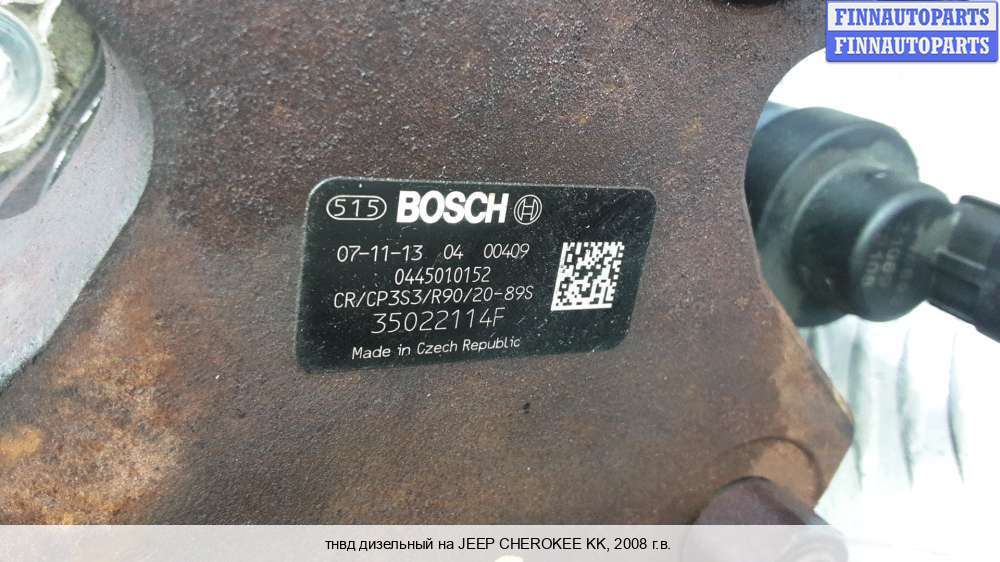 FINNAUTOPARTS
FINNAUTOPARTS
515 BOSCH
07-11-13 04 00409
0445010152
CR/CP3S3/R90/20-89S
35022114F
Made in Czech Republic
тнвд дизельный на JEEP CHEROKEE KK, 2008 г.в.